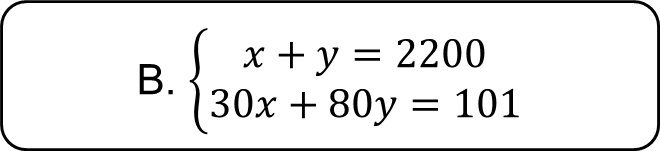 B. { x + y = 2200
30x + 80y = 101